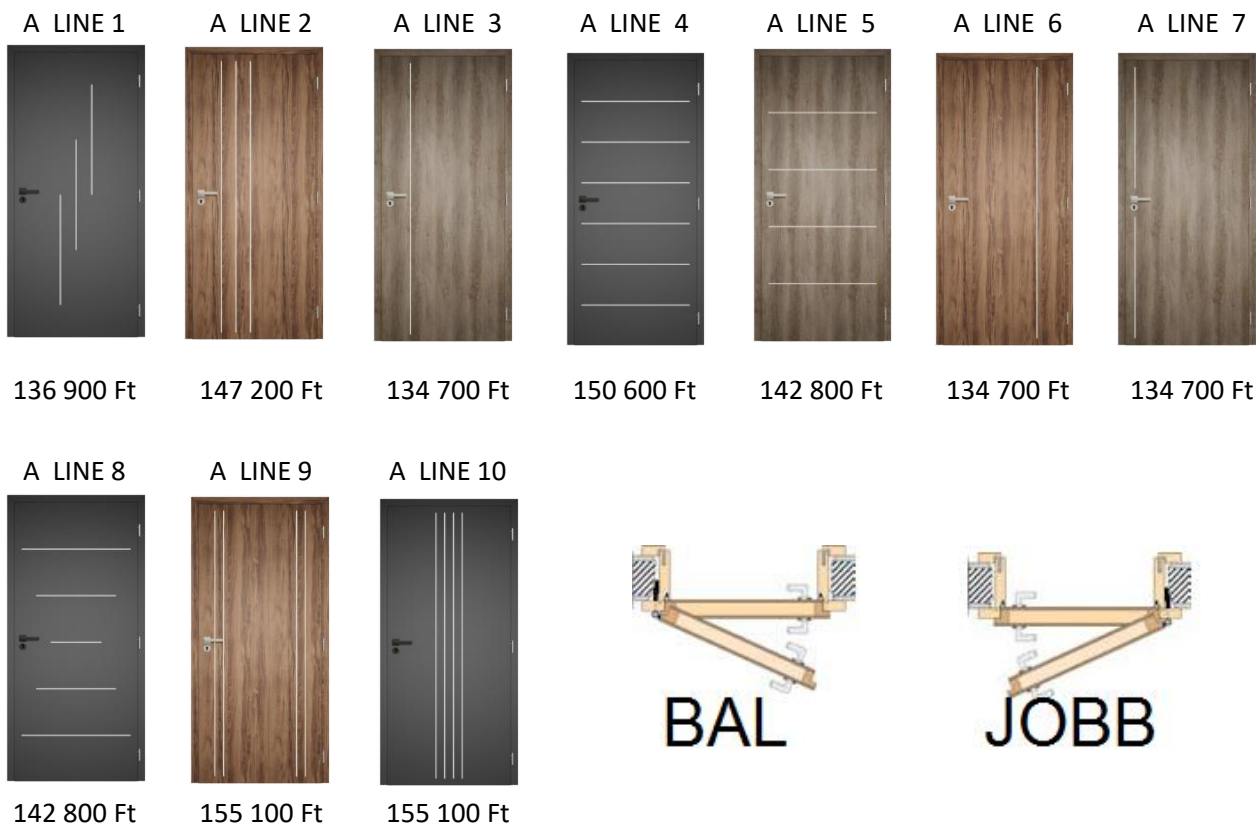 A LINE 1 A LINE 2 A LINE 3 A LINE 4 A LINE 5 A LINE 6 A LINE 7
136 900 Ft 147 200 Ft 134 700 Ft 150 600 Ft 142 800 Ft 134 700 Ft 134 700 Ft
A LINE 8 A LINE 9 A LINE 10
BAL JOBB
142 800 Ft 155 100 Ft 155 100 Ft